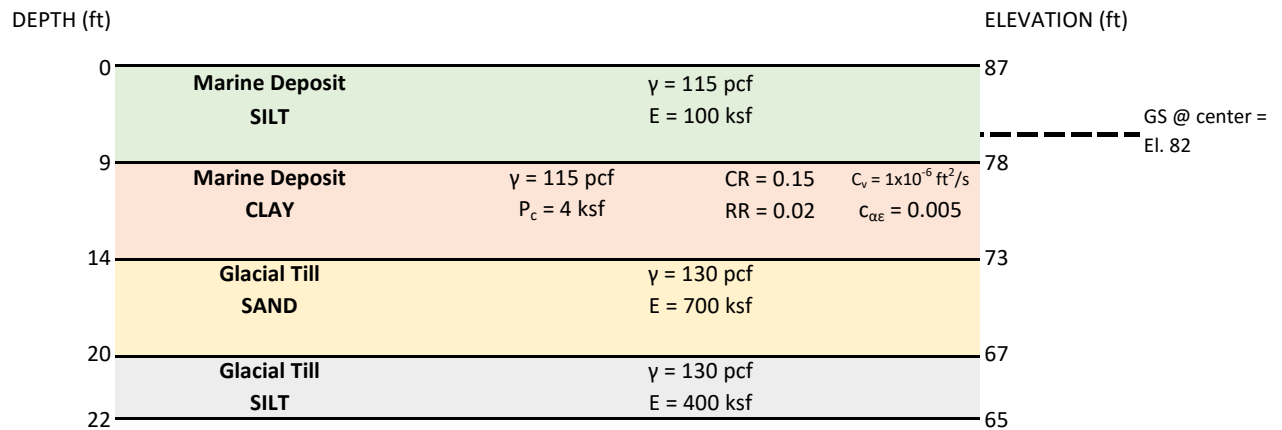 DEPTH (ft) ELEVATION (ft)
0 87
Marine Deposit γ = 115 pcf
SILT E = 100 ksf
GS @ center =
El. 82
9 78
Marine Deposit γ = 115 pcf CR = 0.15 Cᵥ = 1x10⁻⁶ ft²/s
CLAY P꜀ = 4 ksf RR = 0.02 c_αε = 0.005
14 73
Glacial Till γ = 130 pcf
SAND E = 700 ksf
20 67
Glacial Till γ = 130 pcf
SILT E = 400 ksf
22 65